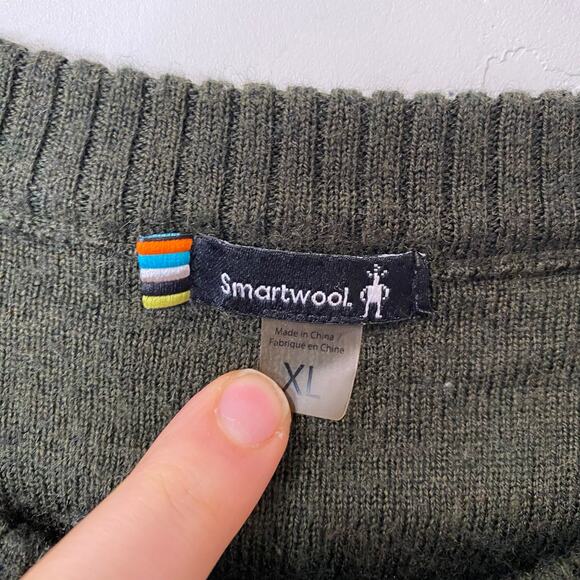 Smartwool.
Made in China /
Fabriqué en Chine
XL